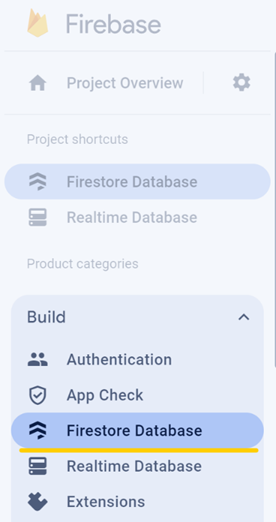 Firebase
Project Overview
Project shortcuts
Firestore Database
Realtime Database
Product categories
Build
Authentication
App Check
Firestore Database
Realtime Database
Extensions